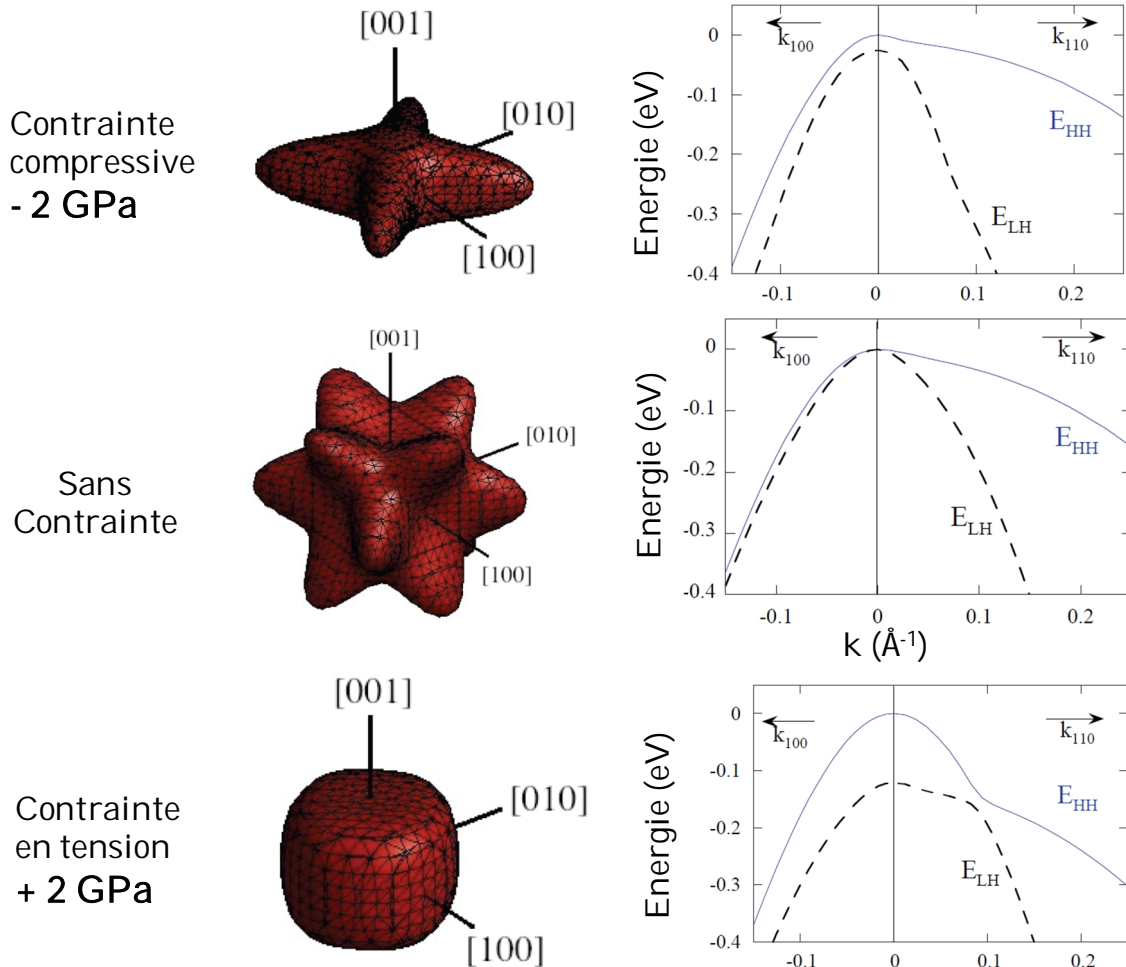 Contrainte
compressive
- 2 GPa
[001]
[010]
[100]
Energie (eV)
0
-0.1
-0.2
-0.3
-0.4
k100
k110
EHH
ELH
-0.1
0
0.1
0.2
Sans
Contrainte
[001]
[010]
[100]
Energie (eV)
0
-0.1
-0.2
-0.3
-0.4
k100
k110
EHH
ELH
-0.1
0
0.1
0.2
k (Å-1)
Contrainte
en tension
+ 2 GPa
[001]
[010]
[100]
Energie (eV)
0
-0.1
-0.2
-0.3
-0.4
k100
k110
EHH
ELH
-0.1
0
0.1
0.2